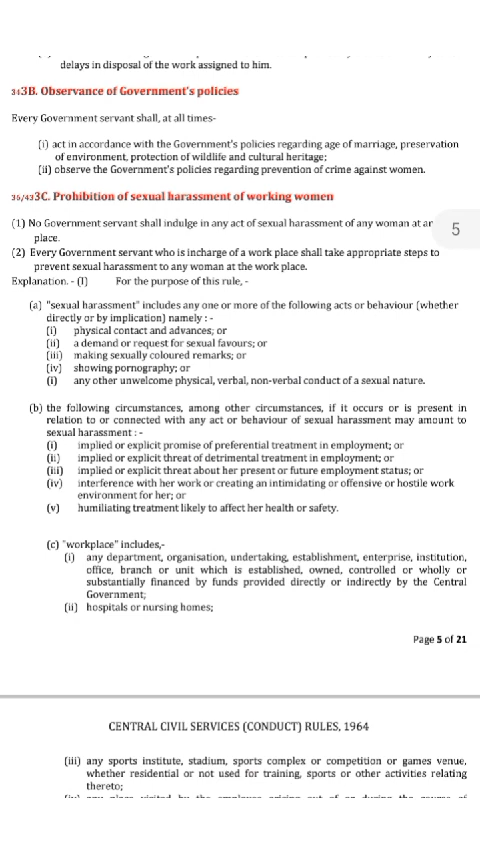 delays in disposal of the work assigned to him.
343B. Observance of Government's policies
Every Government servant shall, at all times-
(i) act in accordance with the Government's policies regarding age of marriage, preservation
of environment, protection of wildlife and cultural heritage;
(ii) observe the Government's policies regarding prevention of crime against women.
36/433C. Prohibition of sexual harassment of working women
(1) No Government servant shall indulge in any act of sexual harassment of any woman at
5
place.
(2) Every Government servant who is incharge of a work place shall take appropriate steps to
prevent sexual harassment to any woman at the work place.
Explanation. - (I) For the purpose of this rule, -
(a) "sexual harassment" includes any one or more of the following acts or behaviour (whether
directly or by implication) namely : -
(i) physical contact and advances; or
(ii) a demand or request for sexual favours; or
(iii) making sexually coloured remarks; or
(iv) showing pornography; or
(i) any other unwelcome physical, verbal, non-verbal conduct of a sexual nature.
(b) the following circumstances, among other circumstances, if it occurs or is present in
relation to or connected with any act or behaviour of sexual harassment may amount to
sexual harassment : -
(i) implied or explicit promise of preferential treatment in employment; or
(ii) implied or explicit threat of detrimental treatment in employment; or
(iii) implied or explicit threat about her present or future employment status; or
(iv) interference with her work or creating an intimidating or offensive or hostile work
environment for her; or
(v) humiliating treatment likely to affect her health or safety.
(c) "workplace" includes,-
(i) any department, organisation, undertaking, establishment, enterprise, institution,
office, branch or unit which is established, owned, controlled or wholly or
substantially financed by funds provided directly or indirectly by the Central
Government;
(ii) hospitals or nursing homes;
Page 5 of 21
CENTRAL CIVIL SERVICES (CONDUCT) RULES, 1964
(iii) any sports institute, stadium, sports complex or competition or games venue,
whether residential or not used for training, sports or other activities relating
thereto;